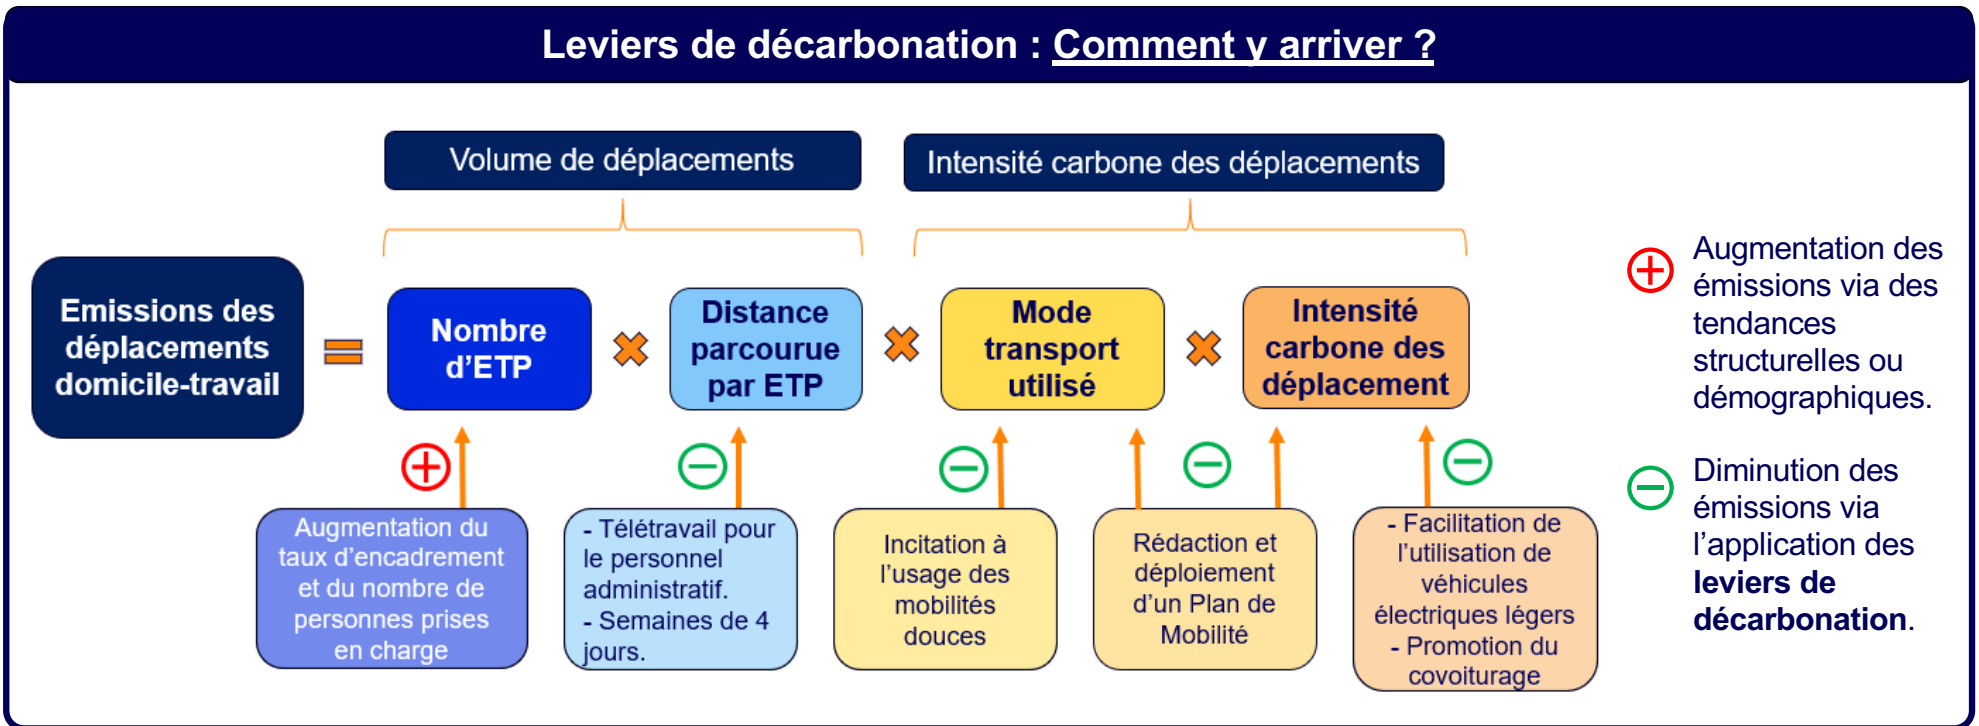 Leviers de décarbonation : Comment y arriver ?
Volume de déplacements
Intensité carbone des déplacements
Emissions des
déplacements
domicile-travail
=
Nombre
d’ETP
Distance
parcourue
par ETP
Mode
transport
utilisé
Intensité
carbone des
déplacement
Augmentation du
taux d’encadrement
et du nombre de
personnes prises
en charge
- Télétravail pour
le personnel
administratif.
- Semaines de 4
jours.
Incitation à
l’usage des
mobilités
douces
Rédaction et
déploiement
d’un Plan de
Mobilité
- Facilitation de
l’utilisation de
véhicules
électriques légers
- Promotion du
covoiturage
Augmentation des
émissions via des
tendances
structurelles ou
démographiques.
Diminution des
émissions via
l’application des
leviers de
décarbonation.